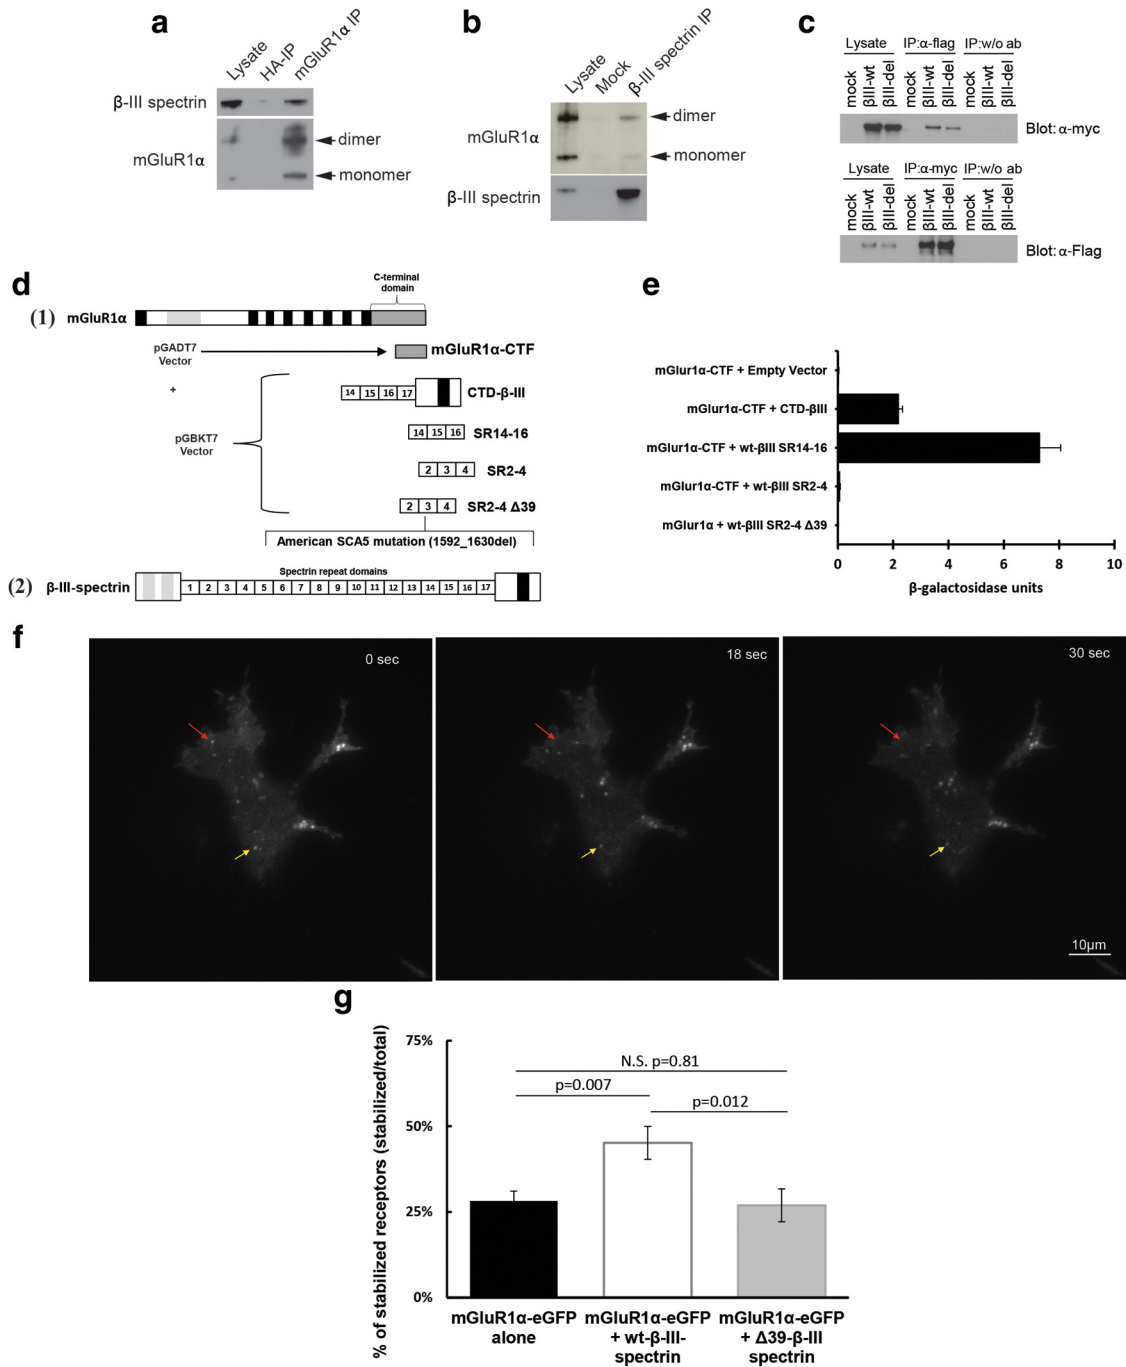 a
Lysate
HA-IP
mGluR1α IP
β-III spectrin
mGluR1α
dimer
monomer
b
Lysate
Mock
β-III spectrin IP
mGluR1α
dimer
monomer
β-III spectrin
c
Lysate IP:α-flag IP:w/o ab
mock βIII-wt βIII-del mock βIII-wt βIII-del mock βIII-wt βIII-del
Blot: α-myc
Lysate IP:α-myc IP:w/o ab
mock βIII-wt βIII-del mock βIII-wt βIII-del mock βIII-wt βIII-del
Blot: α-Flag
d
C-terminal
domain
(1) mGluR1α
pGADT7
Vector
mGluR1α-CTF
+
pGBKT7
Vector
14 15 16 17 CTD-β-III
14 15 16 SR14-16
2 3 4 SR2-4
2 3 4 SR2-4 Δ39
American SCA5 mutation (1592_1630del)
Spectrin repeat domains
(2) β-III-spectrin 1 2 3 4 5 6 7 8 9 10 11 12 13 14 15 16 17
e
mGlur1α-CTF + Empty Vector
mGlur1α-CTF + CTD-βIII
mGlur1α-CTF + wt-βIII SR14-16
mGlur1α-CTF + wt-βIII SR2-4
mGlur1α + wt-βIII SR2-4 Δ39
0 2 4 6 8 10
β-galactosidase units
f
0 sec
18 sec
30 sec
10μm
g
% of stabilized receptors (stabilized/total)
75%
50%
25%
0%
N.S. p=0.81
p=0.007
p=0.012
mGluR1α-eGFP
alone
mGluR1α-eGFP
+ wt-β-III-
spectrin
mGluR1α-eGFP
+ Δ39-β-III
spectrin